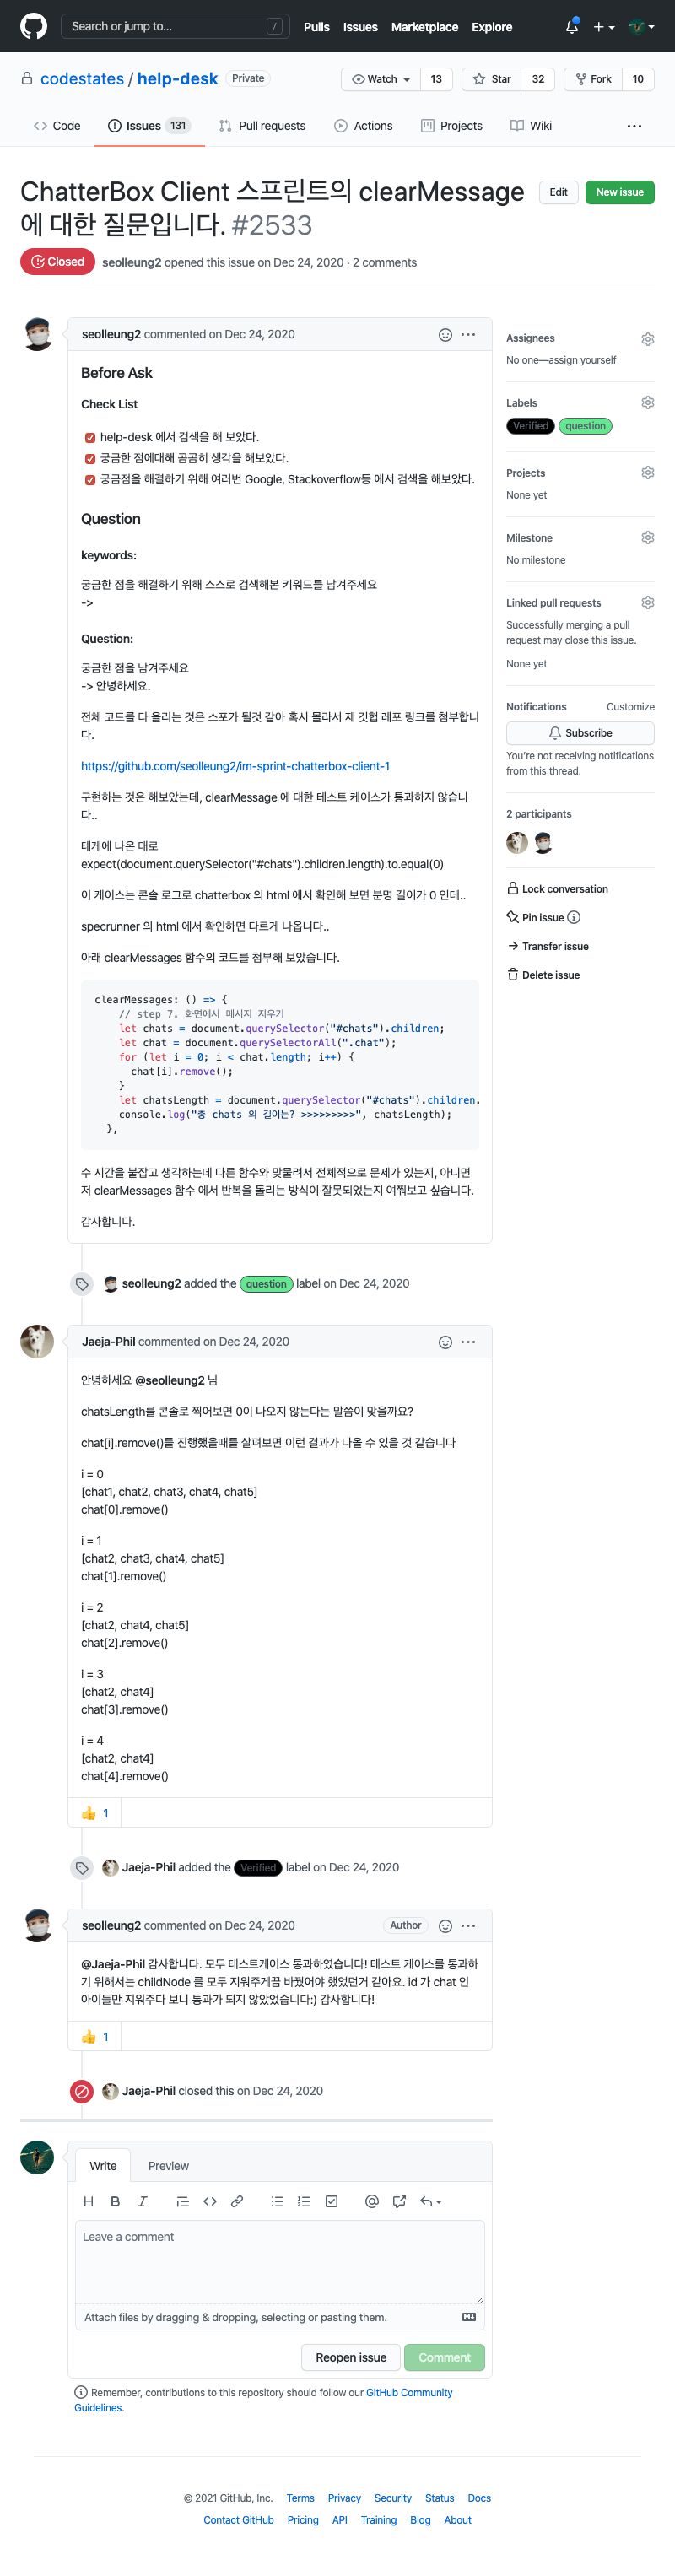 Search or jump to...
/
Pulls
Issues
Marketplace
Explore
codestates / help-desk
Private
Watch
13
Star
32
Fork
10
Code
Issues 131
Pull requests
Actions
Projects
Wiki
ChatterBox Client 스프린트의 clearMessage
에 대한 질문입니다. #2533
Edit
New issue
Closed
seolleung2 opened this issue on Dec 24, 2020 · 2 comments
seolleung2 commented on Dec 24, 2020
Before Ask
Check List
help-desk 에서 검색을 해 보았다.
궁금한 점에대해 곰곰히 생각을 해보았다.
궁금점을 해결하기 위해 여러번 Google, Stackoverflow등 에서 검색을 해보았다.
Question
keywords:
궁금한 점을 해결하기 위해 스스로 검색해본 키워드를 남겨주세요
->
Question:
궁금한 점을 남겨주세요
-> 안녕하세요.
전체 코드를 다 올리는 것은 스포가 될것 같아 혹시 몰라서 제 깃헙 레포 링크를 첨부합니
다.
https://github.com/seolleung2/im-sprint-chatterbox-client-1
구현하는 것은 해보았는데, clearMessage 에 대한 테스트 케이스가 통과하지 않습니
다..
테케에 나온 대로
expect(document.querySelector("#chats").children.length).to.equal(0)
이 케이스는 콘솔 로그로 chatterbox 의 html 에서 확인해 보면 분명 길이가 0 인데..
specrunner 의 html 에서 확인하면 다르게 나옵니다..
아래 clearMessages 함수의 코드를 첨부해 보았습니다.
clearMessages: () => {
// step 7. 화면에서 메시지 지우기
let chats = document.querySelector("#chats").children;
let chat = document.querySelectorAll(".chat");
for (let i = 0; i < chat.length; i++) {
chat[i].remove();
}
let chatsLength = document.querySelector("#chats").children.
console.log("총 chats 의 길이는? >>>>>>>>>", chatsLength);
},
수 시간을 붙잡고 생각하는데 다른 함수와 맞물려서 전체적으로 문제가 있는지, 아니면
저 clearMessages 함수 에서 반복을 돌리는 방식이 잘못되었는지 여쭤보고 싶습니다.
감사합니다.
seolleung2 added the question label on Dec 24, 2020
Jaeja-Phil commented on Dec 24, 2020
안녕하세요 @seolleung2 님
chatsLength를 콘솔로 찍어보면 0이 나오지 않는다는 말씀이 맞을까요?
chat[i].remove()를 진행했을때를 살펴보면 이런 결과가 나올 수 있을 것 같습니다
i = 0
[chat1, chat2, chat3, chat4, chat5]
chat[0].remove()
i = 1
[chat2, chat3, chat4, chat5]
chat[1].remove()
i = 2
[chat2, chat4, chat5]
chat[2].remove()
i = 3
[chat2, chat4]
chat[3].remove()
i = 4
[chat2, chat4]
chat[4].remove()
👍 1
Jaeja-Phil added the Verified label on Dec 24, 2020
seolleung2 commented on Dec 24, 2020
Author
@Jaeja-Phil 감사합니다. 모두 테스트케이스 통과하였습니다! 테스트 케이스를 통과하
기 위해서는 childNode 를 모두 지워주게끔 바꿨어야 했었던거 같아요. id 가 chat 인
아이들만 지워주다 보니 통과가 되지 않았었습니다:) 감사합니다!
👍 1
Jaeja-Phil closed this on Dec 24, 2020
Write
Preview
Leave a comment
Attach files by dragging & dropping, selecting or pasting them.
Reopen issue
Comment
Remember, contributions to this repository should follow our GitHub Community
Guidelines.
Assignees
No one—assign yourself
Labels
Verified
question
Projects
None yet
Milestone
No milestone
Linked pull requests
Successfully merging a pull
request may close this issue.
None yet
Notifications
Customize
Subscribe
You're not receiving notifications
from this thread.
2 participants
Lock conversation
Pin issue
Transfer issue
Delete issue
© 2021 GitHub, Inc.
Terms
Privacy
Security
Status
Docs
Contact GitHub
Pricing
API
Training
Blog
About